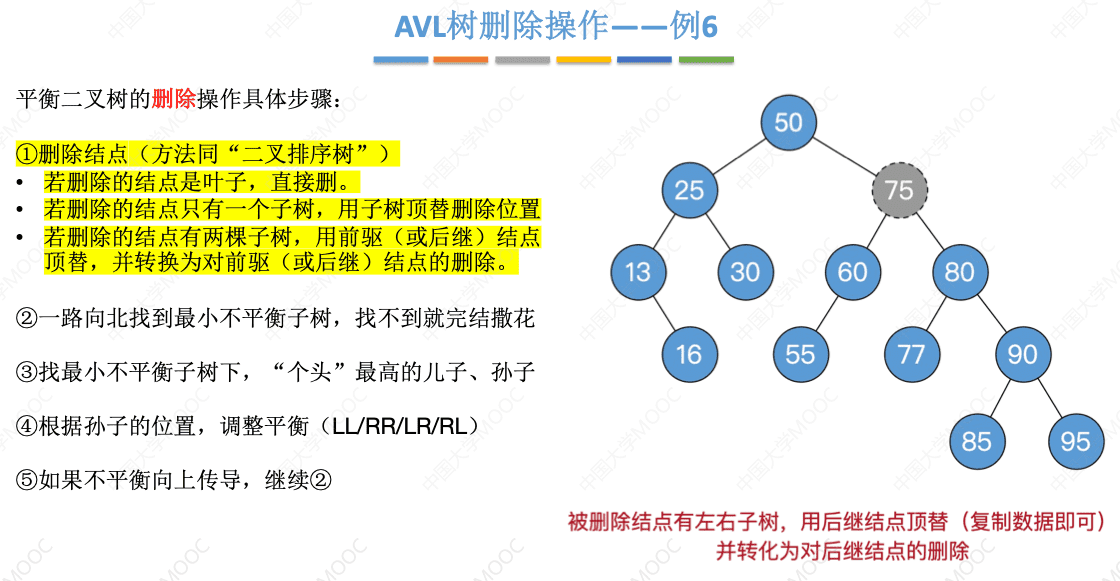 AVL树删除操作——例6
平衡二叉树的删除操作具体步骤：
①删除结点（方法同“二叉排序树”）
• 若删除的结点是叶子，直接删。
• 若删除的结点只有一个子树，用子树顶替删除位置
• 若删除的结点有两棵子树，用前驱（或后继）结点
顶替，并转换为对前驱（或后继）结点的删除。
②一路向北找到最小不平衡子树，找不到就完结撒花
③找最小不平衡子树下，“个头”最高的儿子、孙子
④根据孙子的位置，调整平衡（LL/RR/LR/RL）
⑤如果不平衡向上传导，继续②
50
25 75
13 30 60 80
16 55 77 90
85 95
被删除结点有左右子树，用后继结点顶替（复制数据即可）
并转化为对后继结点的删除
中国大学MOOC